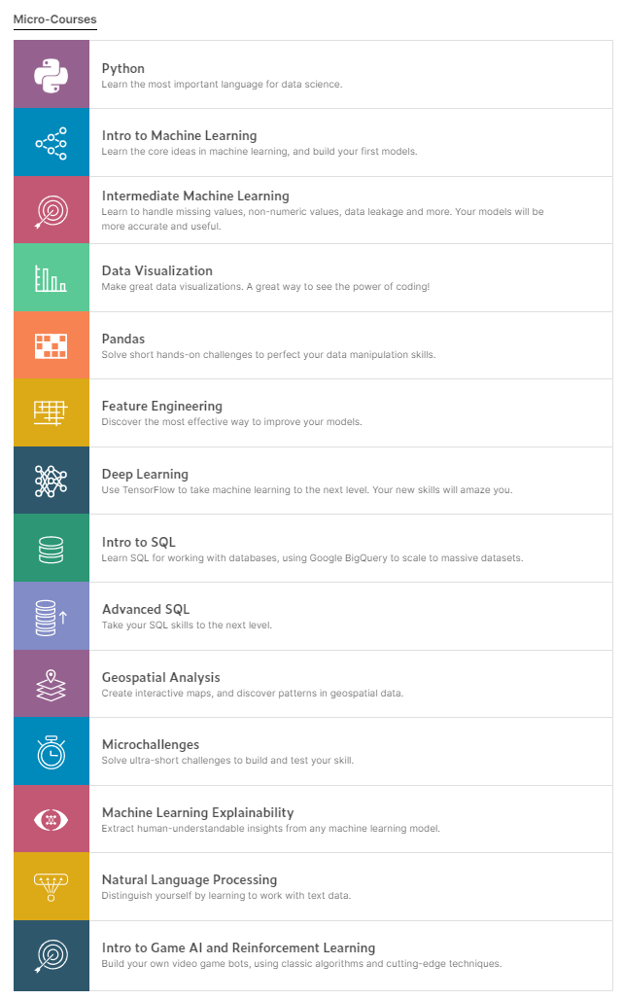 Micro-Courses
Python
Learn the most important language for data science.
Intro to Machine Learning
Learn the core ideas in machine learning, and build your first models.
Intermediate Machine Learning
Learn to handle missing values, non-numeric values, data leakage and more. Your models will be
more accurate and useful.
Data Visualization
Make great data visualizations. A great way to see the power of coding!
Pandas
Solve short hands-on challenges to perfect your data manipulation skills.
Feature Engineering
Discover the most effective way to improve your models.
Deep Learning
Use TensorFlow to take machine learning to the next level. Your new skills will amaze you.
Intro to SQL
Learn SQL for working with databases, using Google BigQuery to scale to massive datasets.
Advanced SQL
Take your SQL skills to the next level.
Geospatial Analysis
Create interactive maps, and discover patterns in geospatial data.
Microchallenges
Solve ultra-short challenges to build and test your skill.
Machine Learning Explainability
Extract human-understandable insights from any machine learning model.
Natural Language Processing
Distinguish yourself by learning to work with text data.
Intro to Game AI and Reinforcement Learning
Build your own video game bots, using classic algorithms and cutting-edge techniques.